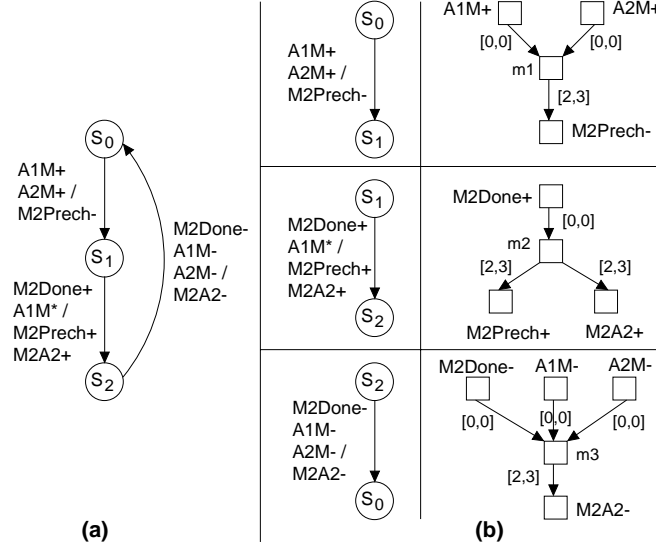 S0
A1M+
A2M+ /
M2Prech-
S1
M2Done+
A1M* /
M2Prech+
M2A2+
S2
M2Done-
A1M-
A2M- /
M2A2-
(a)
S0
A1M+
A2M+ /
M2Prech-
S1
A1M+ A2M+
[0,0] [0,0]
m1
[2,3]
M2Prech-
S1
M2Done+
A1M* /
M2Prech+
M2A2+
S2
M2Done+
[0,0]
m2
[2,3] [2,3]
M2Prech+ M2A2+
S2
M2Done-
A1M-
A2M- /
M2A2-
S0
M2Done- A1M- A2M-
[0,0] [0,0] [0,0]
m3
[2,3]
M2A2-
(b)